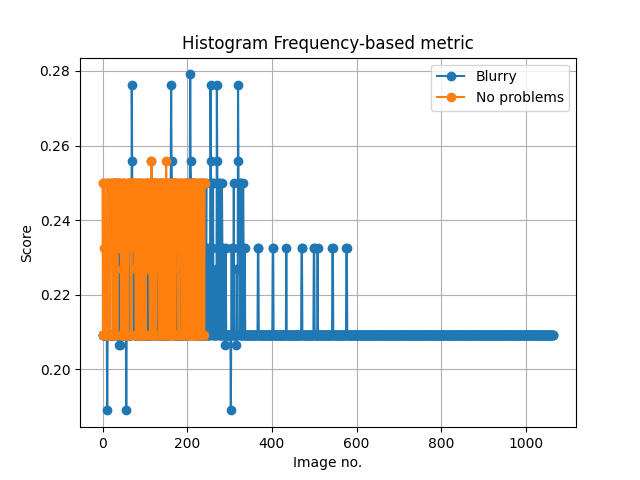 Histogram Frequency-based metric
Blurry
No problems
0.28
0.26
0.24
0.22
0.20
Score
0 200 400 600 800 1000
Image no.